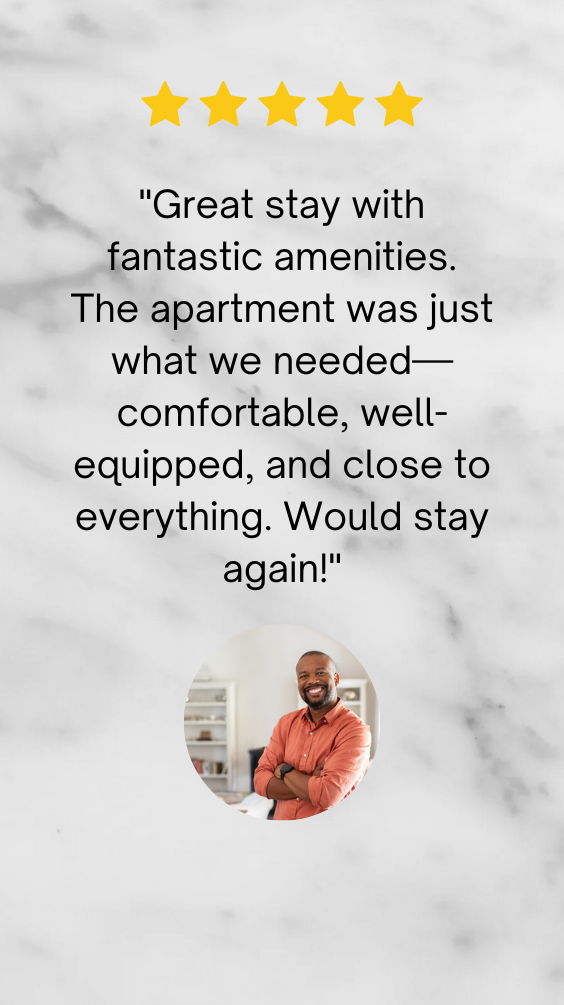 "Great stay with
fantastic amenities.
The apartment was just
what we needed—
comfortable, well-
equipped, and close to
everything. Would stay
again!"